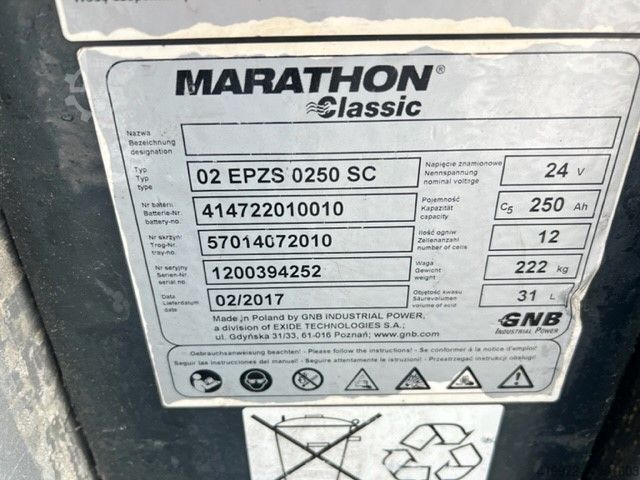 MARATHON®
Classic
Nazwa
Bezeichnung
designation
Typ
Typ
type
02 EPZS 0250 SC
Napięcie znamionowe
Nennspannung
nominal voltage
24 V
Nr baterii
Batterie-Nr.
battery-no.
414722010010
Pojemność
Kapazität
capacity
C5 250 Ah
Nr skrzyni
Trog-Nr.
tray-no.
57014072010
Ilość ogniw
Zellenanzahl
number of cells
12
Nr seryjny
Serien-Nr.
serial no.
1200394252
Waga
Gewicht
weight
222 kg
Data
Lieferdatum
date
02/2017
Objętość kwasu
Säurevolumen
volume of acid
31 L
Made in Poland by GNB INDUSTRIAL POWER,
a division of EXIDE TECHNOLOGIES S.A.;
ul. Gdyńska 31/33, 61-016 Poznań; www.gnb.com
GNB
INDUSTRIAL POWER
Gebrauchsanweisung beachten! - Please follow the instructions! - Se conformér à la notice d'emploi!
Seguir las instrucciones del manual! - Seguire attentamente le istruzioni! - Przestrzegać instrukcji obsługi!